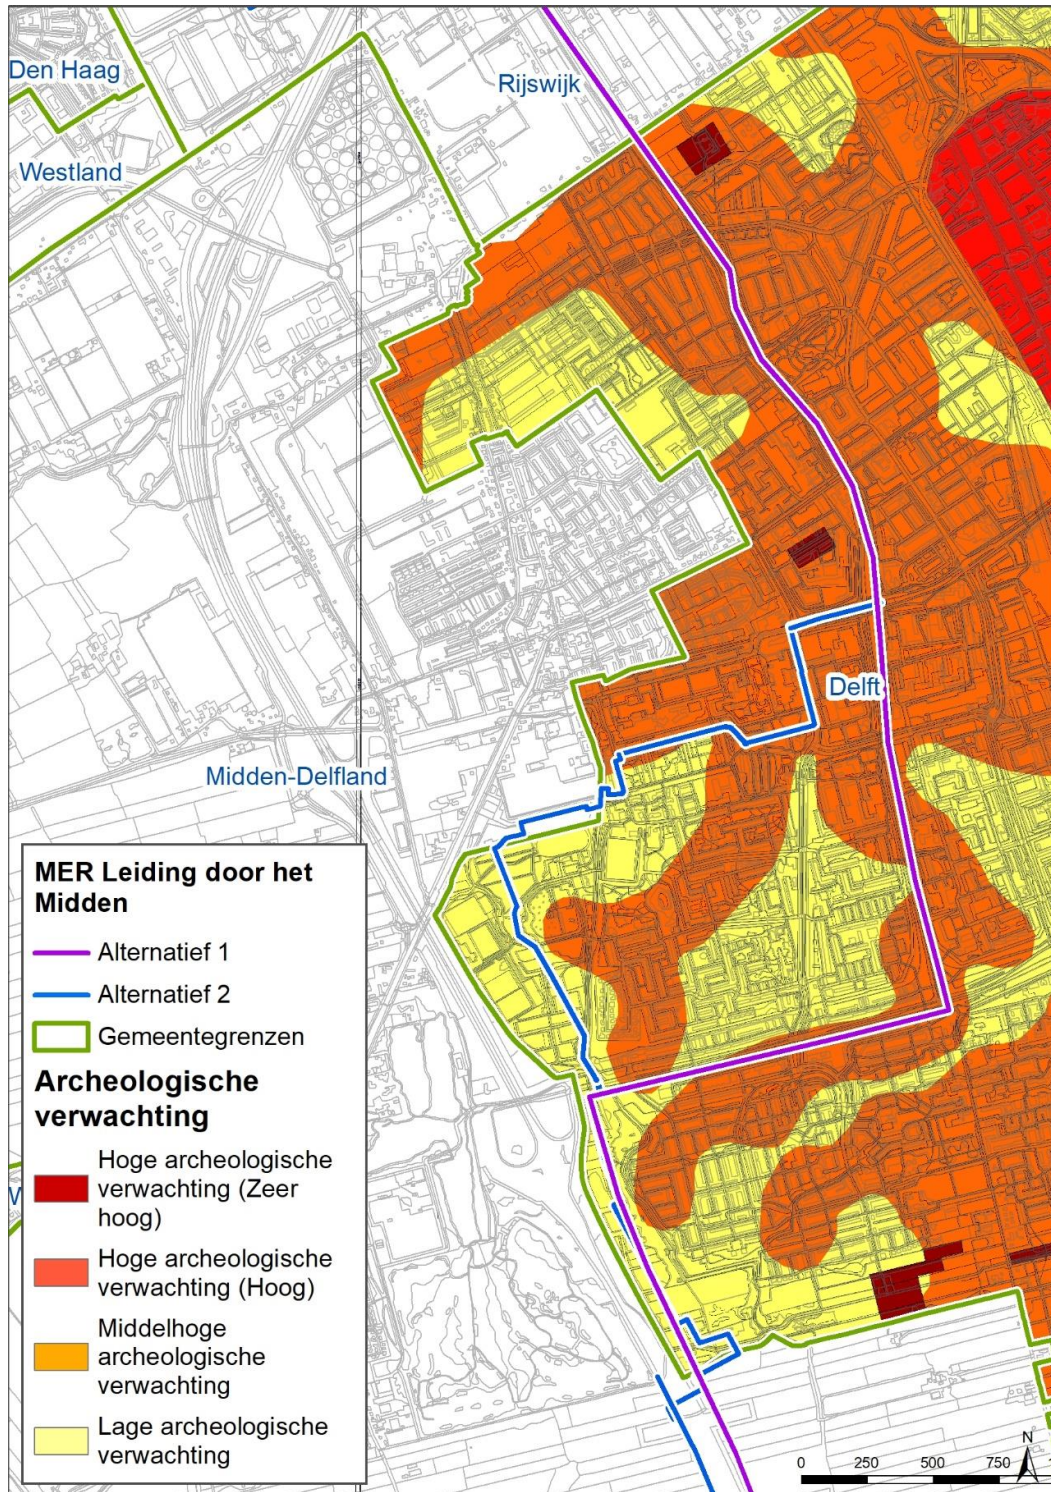 Den Haag
Rijswijk
Westland
Delft
Midden-Delfland
MER Leiding door het
Midden
Alternatief 1
Alternatief 2
Gemeentegrenzen
Archeologische
verwachting
Hoge archeologische
verwachting (Zeer
hoog)
Hoge archeologische
verwachting (Hoog)
Middelhoge
archeologische
verwachting
Lage archeologische
verwachting
W
N
0 250 500 750 1